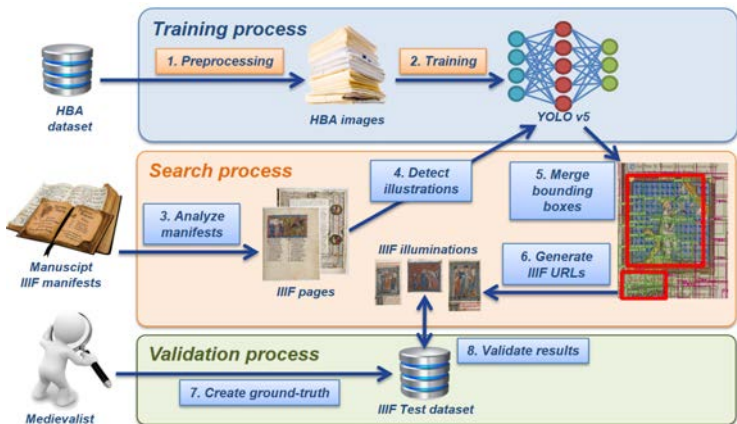 Training process
1. Preprocessing
2. Training
HBA
dataset
HBA images
YOLO v5
Search process
4. Detect
illustrations
5. Merge
bounding
boxes
3. Analyze
manifests
Manuscipt
IIIF manifests
IIIF pages
IIIF illuminations
6. Generate
IIIF URLs
Validation process
8. Validate results
7. Create ground-truth
Medievalist
IIIF Test dataset